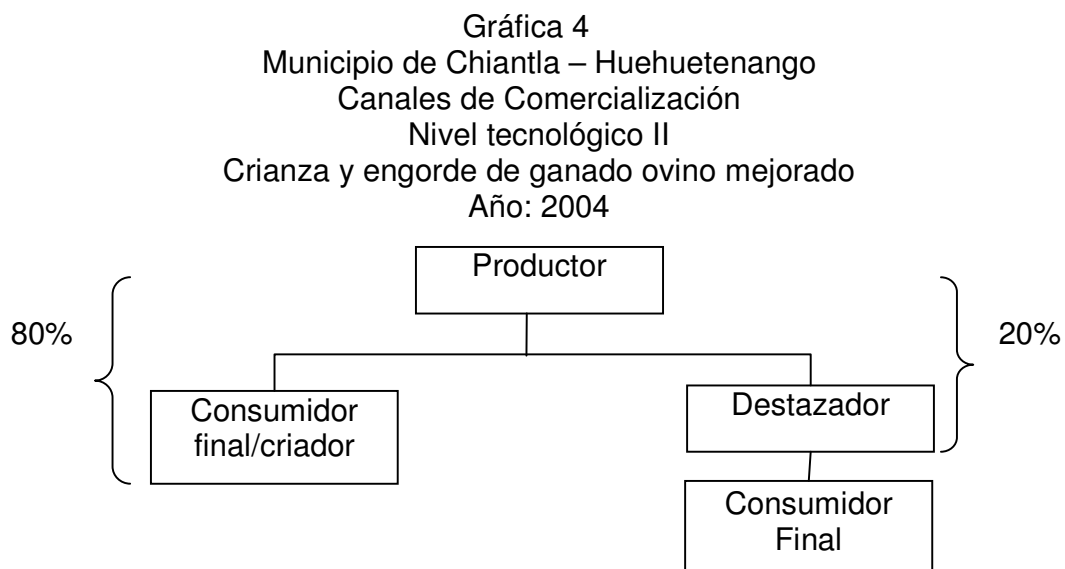 Gráfica 4
Municipio de Chiantla – Huehuetenango
Canales de Comercialización
Nivel tecnológico II
Crianza y engorde de ganado ovino mejorado
Año: 2004
Productor
80%
20%
Consumidor
final/criador
Destazador
Consumidor
Final